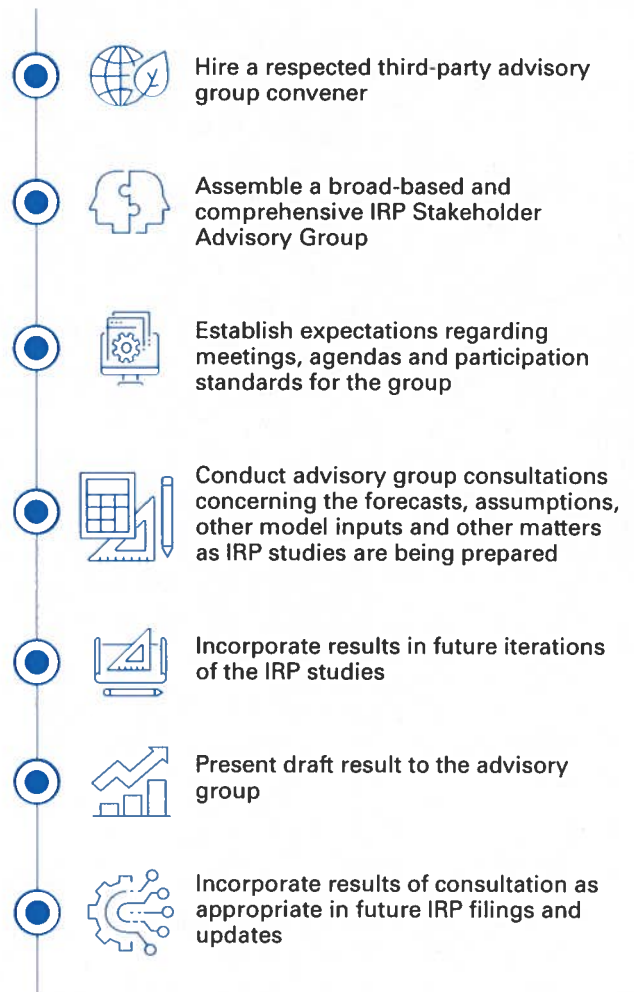 Hire a respected third-party advisory
group convener
Assemble a broad-based and
comprehensive IRP Stakeholder
Advisory Group
Establish expectations regarding
meetings, agendas and participation
standards for the group
Conduct advisory group consultations
concerning the forecasts, assumptions,
other model inputs and other matters
as IRP studies are being prepared
Incorporate results in future iterations
of the IRP studies
Present draft result to the advisory
group
Incorporate results of consultation as
appropriate in future IRP filings and
updates